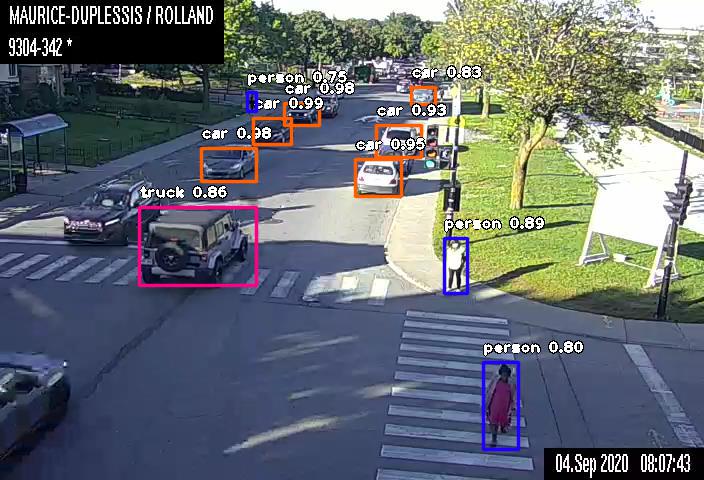 MAURICE-DUPLESSIS / ROLLAND
9304-342 *
car 0.83
person 0.75
car 0.98
car 0.99
car 0.93
car 0.98
car 0.95
truck 0.86
person 0.89
person 0.80
04.Sep 2020 08:07:43